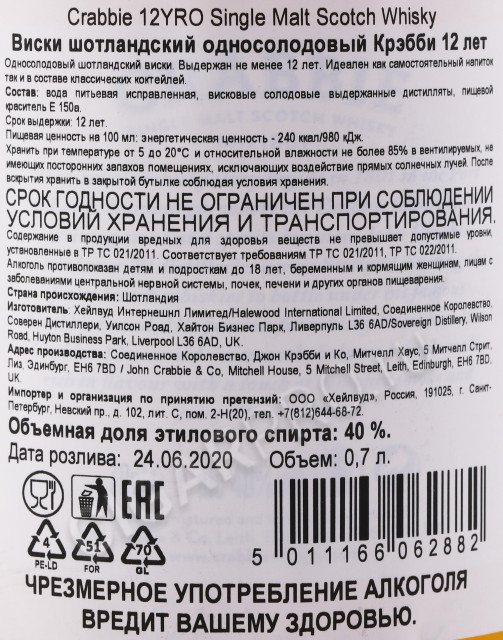 Crabbie 12YRO Single Malt Scotch Whisky
Виски шотландский односолодовый Крэбби 12 лет
Односолодовый шотландский виски. Выдержан не менее 12 лет. Идеален как самостоятельный напиток
так и в составе классических коктейлей.
Состав: вода питьевая исправленная, висковые солодовые выдержанные дистилляты, пищевой
краситель Е 150а.
Срок выдержки: 12 лет.
Пищевая ценность на 100 мл: энергетическая ценность - 240 ккал/980 кДж.
Хранить при температуре от 5 до 20°С и относительной влажности не более 85% в вентилируемых, не
имеющих посторонних запахов помещениях, исключающих воздействие прямых солнечных лучей. После
вскрытия хранить в закрытой бутылке соблюдая условия хранения.
СРОК ГОДНОСТИ НЕ ОГРАНИЧЕН ПРИ СОБЛЮДЕНИИ
УСЛОВИЙ ХРАНЕНИЯ И ТРАНСПОРТИРОВАНИЯ.
Содержание в продукции вредных для здоровья веществ не превышает допустимые уровни,
установленные в ТР ТС 021/2011. Соответствует требованиям ТР ТС 021/2011, ТР ТС 022/2011.
Алкоголь противопоказан детям и подросткам до 18 лет, беременным и кормящим женщинам, лицам с
заболеваниями центральной нервной системы, почек, печени и других органов пищеварения.
Страна происхождения: Шотландия
Изготовитель: Хейлвуд Интернешнл Лимитед/Halewood International Limited, Соединенное Королевство,
Соверен Дистиллери, Уилсон Роад, Хайтон Бизнес Парк, Ливерпуль L36 6AD/Sovereign Distillery, Wilson
Road, Huyton Business Park, Liverpool L36 6AD, UK.
Адрес производства: Соединенное Королевство, Джон Крэбби и Ко, Митчелл Хаус, 5 Митчелл Стрит,
Лиз, Эдинбург, EH6 7BD / John Crabbie & Co, Mitchell House, 5 Mitchell Street, Leith, Edinburgh, EH6 7BD,
UK.
Импортер и организация по принятию претензий: ООО «Хейлвуд», Россия, 191025, г. Санкт-
Петербург, Невский пр., д. 102, лит. С, пом. 2-Н(20), тел. +7(812)644-68-72.
Объемная доля этилового спирта: 40 %.
Дата розлива: 24.06.2020 Объем: 0,7 л.
EAC
4 51 70
PE-LD FOR GL
5 011166 062882
ЧРЕЗМЕРНОЕ УПОТРЕБЛЕНИЕ АЛКОГОЛЯ
ВРЕДИТ ВАШЕМУ ЗДОРОВЬЮ.